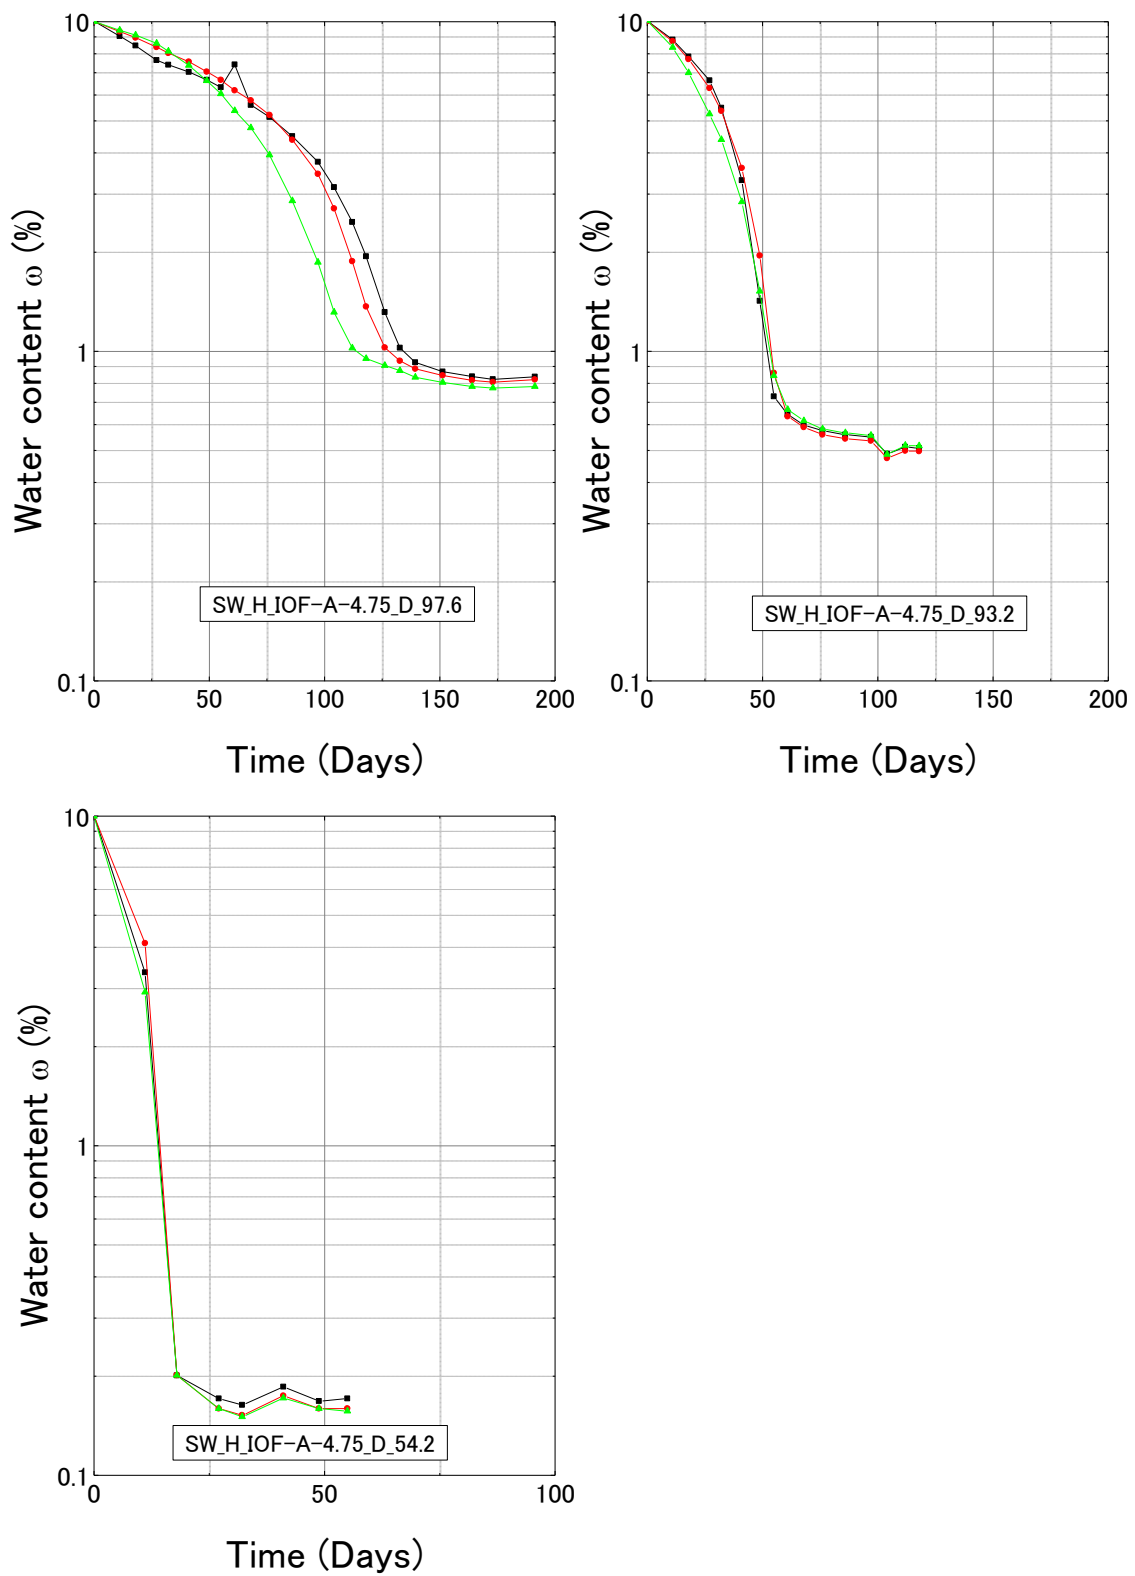 10
1
0.1
0 50 100 150 200
Water content ω (%)
Time (Days)
SW_H_IOF-A-4.75_D_97.6
10
1
0.1
0 50 100 150 200
Water content ω (%)
Time (Days)
SW_H_IOF-A-4.75_D_93.2
10
1
0.1
0 50 100
Water content ω (%)
Time (Days)
SW_H_IOF-A-4.75_D_54.2